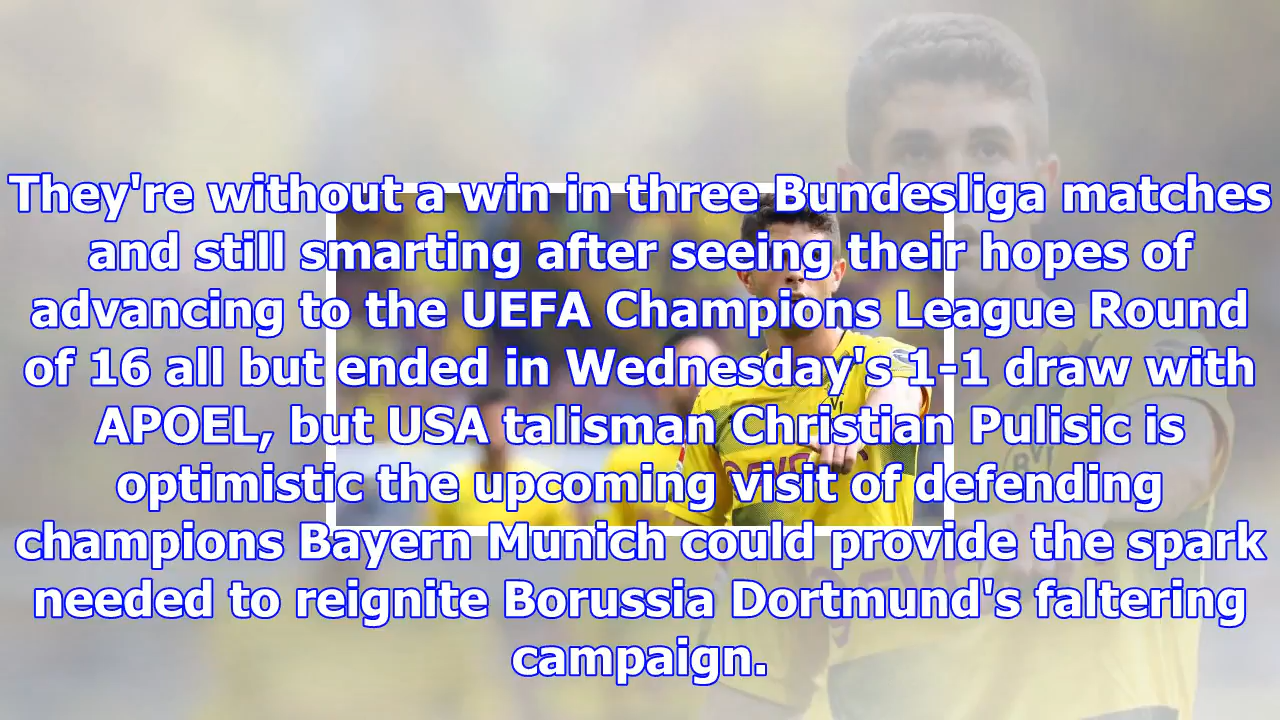 They're without a win in three Bundesliga matches
and still smarting after seeing their hopes of
advancing to the UEFA Champions League Round
of 16 all but ended in Wednesday's 1-1 draw with
APOEL, but USA talisman Christian Pulisic is
optimistic the upcoming visit of defending
champions Bayern Munich could provide the spark
needed to reignite Borussia Dortmund's faltering
campaign.